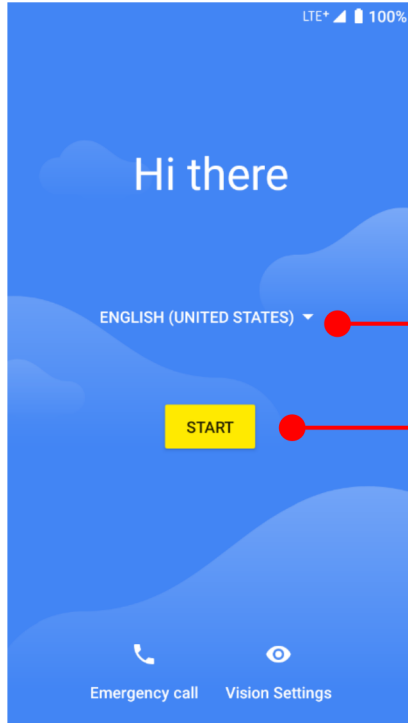 LTE+ 100%
Hi there
ENGLISH (UNITED STATES)
START
Emergency call Vision Settings